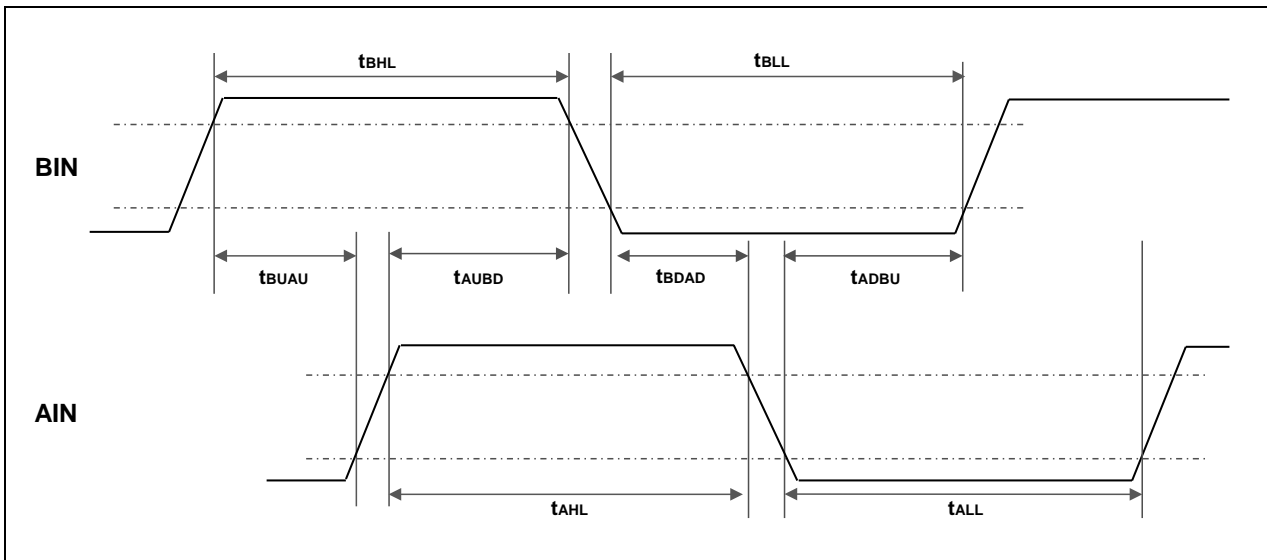 tBHL
tBLL
BIN
tBUAU
tAUBD
tBDAD
tADBU
AIN
tAHL
tALL